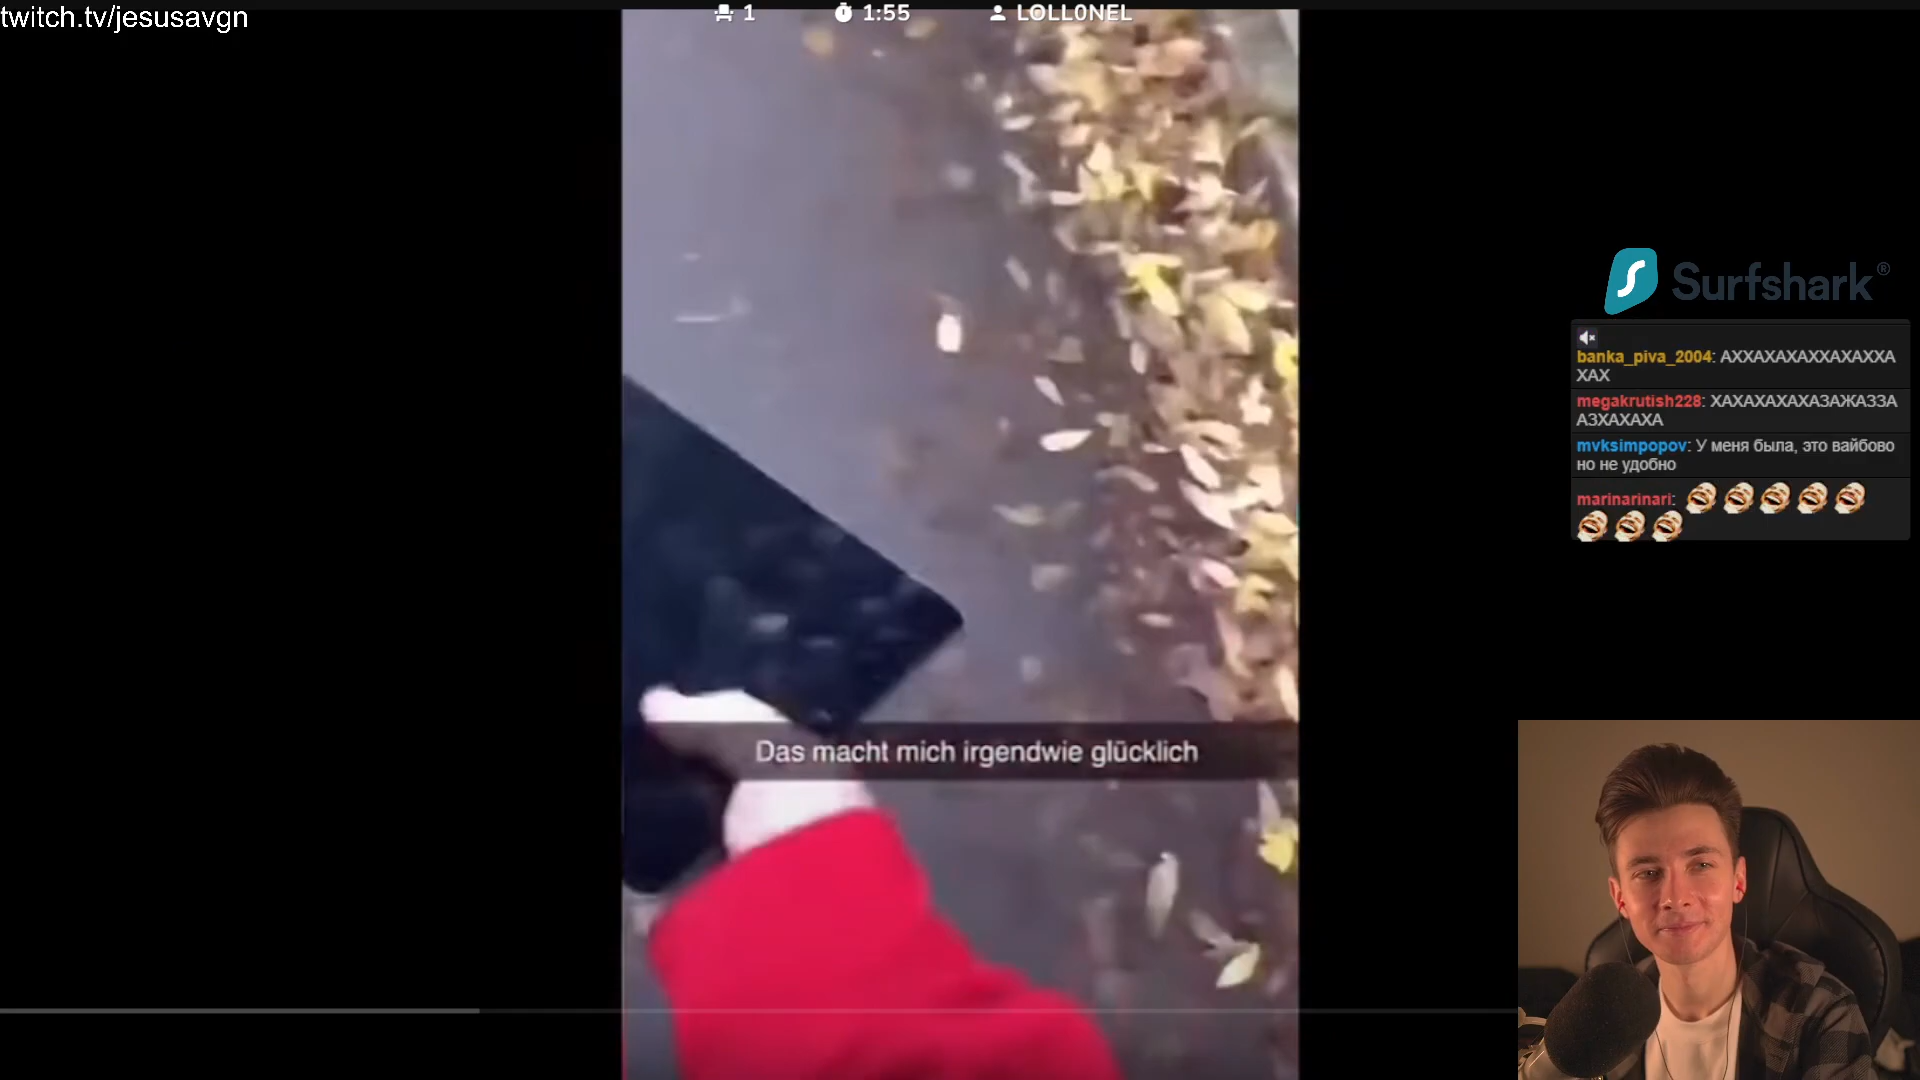 twitch.tv/jesusavgn
1
1:55
LOLL0NEL
Surfshark®
banka_piva_2004: АХХАХАХАХХАХАХХА
ХАХ
megakrutish228: ХАХАХАХАХАЗАЖАЗЗА
АЗХАХАХА
mvksimpopov: У меня была, это вайбово
но не удобно
marinarinari:
Das macht mich irgendwie glücklich